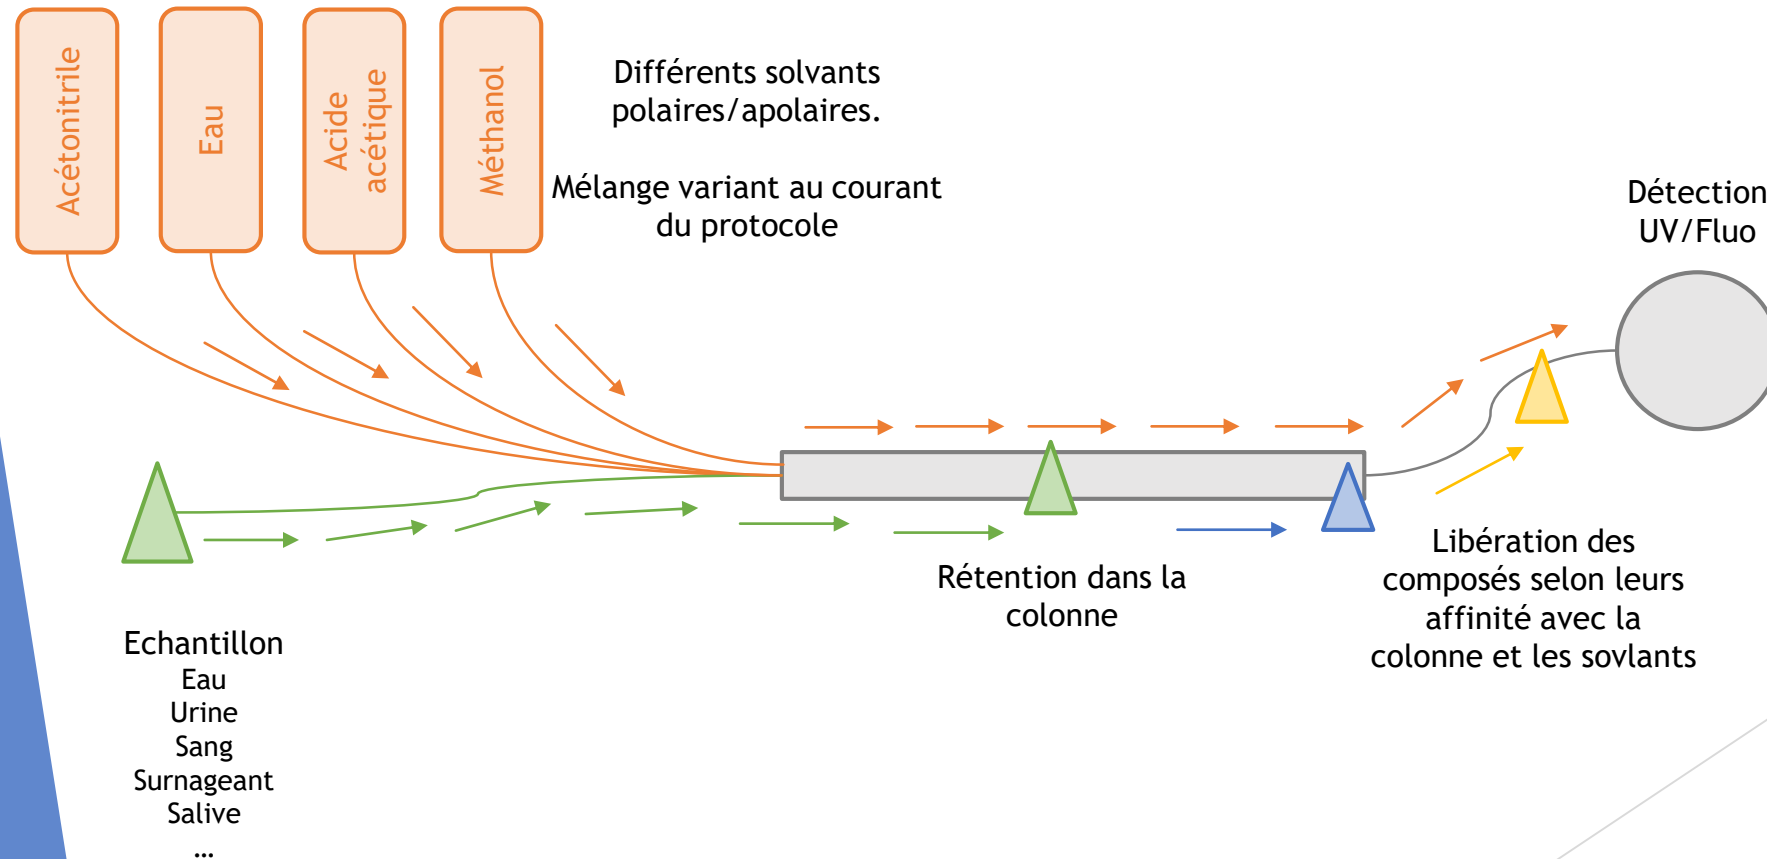 Acétonitrile
Eau
Acide
acétique
Méthanol
Différents solvants
polaires/apolaires.
Mélange variant au courant
du protocole
Détection
UV/Fluo
Rétention dans la
colonne
Libération des
composés selon leurs
affinité avec la
colonne et les sovlants
Echantillon
Eau
Urine
Sang
Surnageant
Salive
...